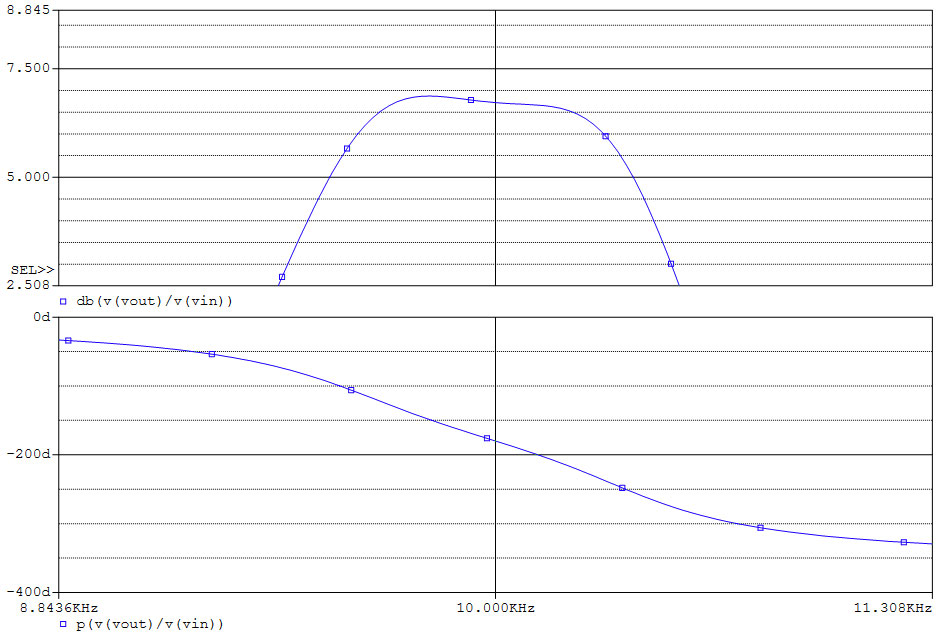 8.845
7.500
5.000
SEL>>
2.508
db(v(vout)/v(vin))
0d
-200d
-400d
8.8436KHz 10.000KHz 11.308KHz
p(v(vout)/v(vin))